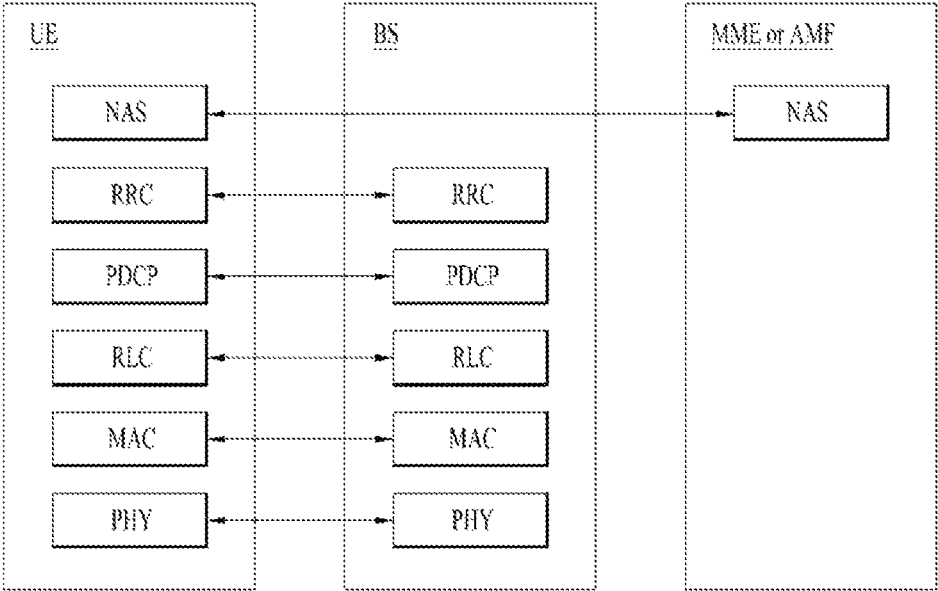 UE
BS
MME or AMF
NAS
NAS
RRC
RRC
PDCP
PDCP
RLC
RLC
MAC
MAC
PHY
PHY